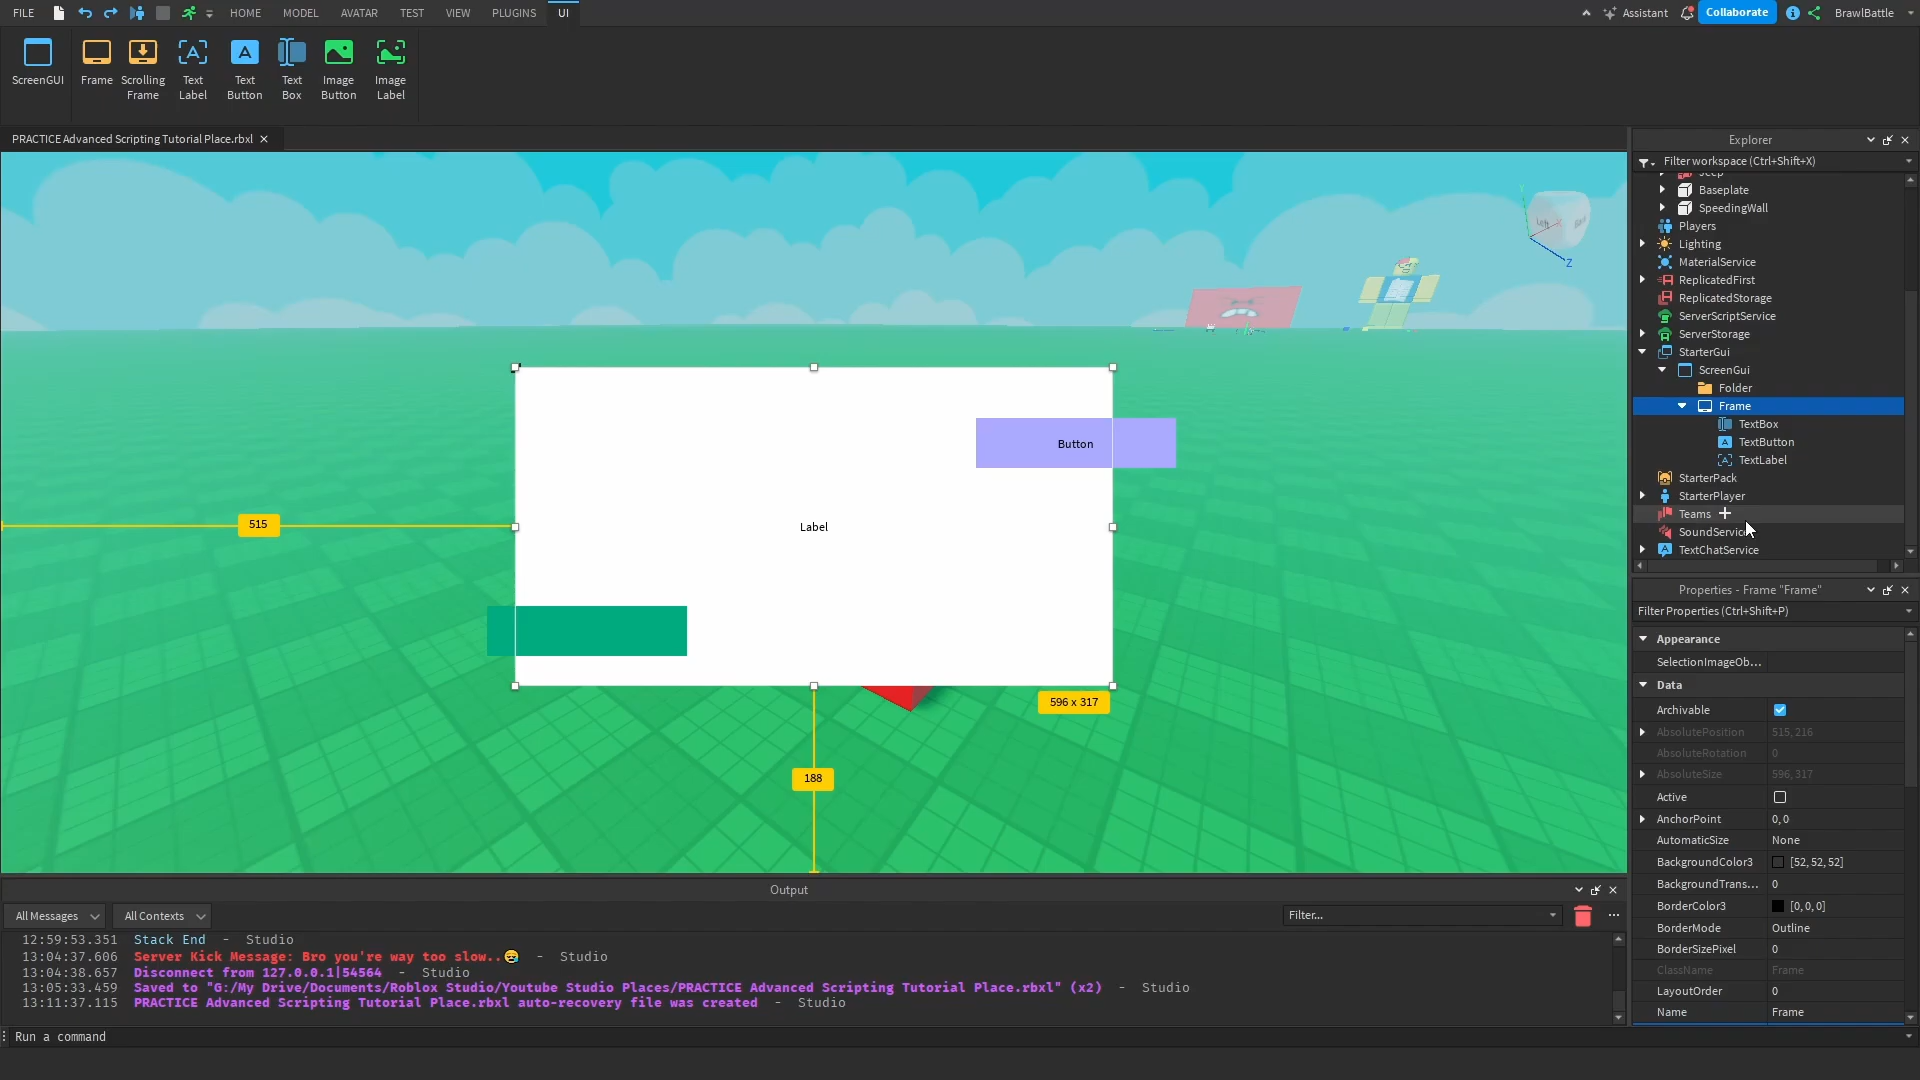 FILE HOME MODEL AVATAR TEST VIEW PLUGINS UI Assistant Collaborate BrawlBattle
ScreenGUI Frame Scrolling Frame Text Label Text Button Text Box Image Button Image Label
PRACTICE Advanced Scripting Tutorial Place.rbxl
Button
Label
515
596 x 317
188
Z
Explorer
Filter workspace (Ctrl+Shift+X)
Jeep
Baseplate
SpeedingWall
Players
Lighting
MaterialService
ReplicatedFirst
ReplicatedStorage
ServerScriptService
ServerStorage
StarterGui
ScreenGui
Folder
Frame
TextBox
TextButton
TextLabel
StarterPack
StarterPlayer
Teams
SoundService
TextChatService
Properties - Frame "Frame"
Filter Properties (Ctrl+Shift+P)
Appearance
SelectionImageOb...
Data
Archivable
AbsolutePosition 515, 216
AbsoluteRotation 0
AbsoluteSize 596, 317
Active
AnchorPoint 0, 0
AutomaticSize None
BackgroundColor3 [52, 52, 52]
BackgroundTrans... 0
BorderColor3 [0, 0, 0]
BorderMode Outline
BorderSizePixel 0
ClassName Frame
LayoutOrder 0
Name Frame
Output
All Messages All Contexts Filter...
12:59:53.351 Stack End - Studio
13:04:37.606 Server Kick Message: Bro you're way too slow..😪 - Studio
13:04:38.657 Disconnect from 127.0.0.1|54564 - Studio
13:05:33.459 Saved to "G:/My Drive/Documents/Roblox Studio/Youtube Studio Places/PRACTICE Advanced Scripting Tutorial Place.rbxl" (x2) - Studio
13:11:37.115 PRACTICE Advanced Scripting Tutorial Place.rbxl auto-recovery file was created - Studio
Run a command